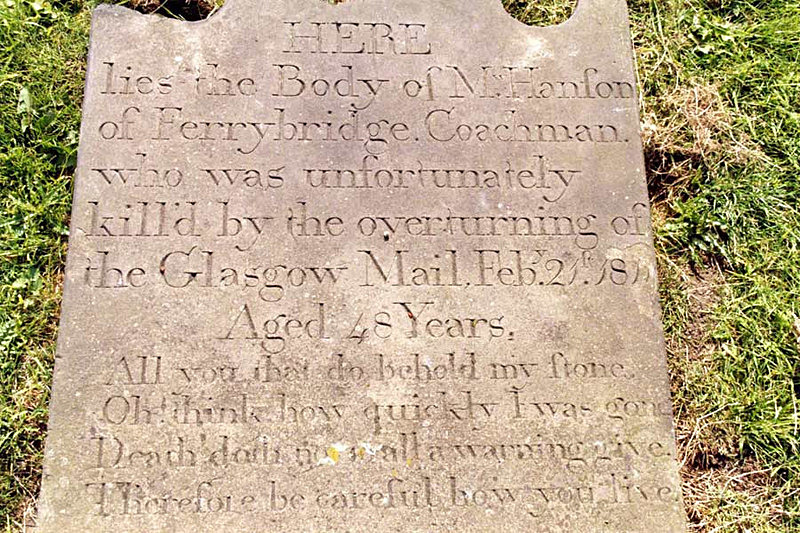 HERE
lies the Body of Mr. Hanſon
of Ferrybridge. Coachman.
who was unfortunately
kill'd by the overturning of
the Glasgow Mail, Feby.
Aged 48 Years.
All you that do behold my ſtone.
Oh! think how quickly I was gone
Death doth not all a warning give.
Therefore be careful how you live.